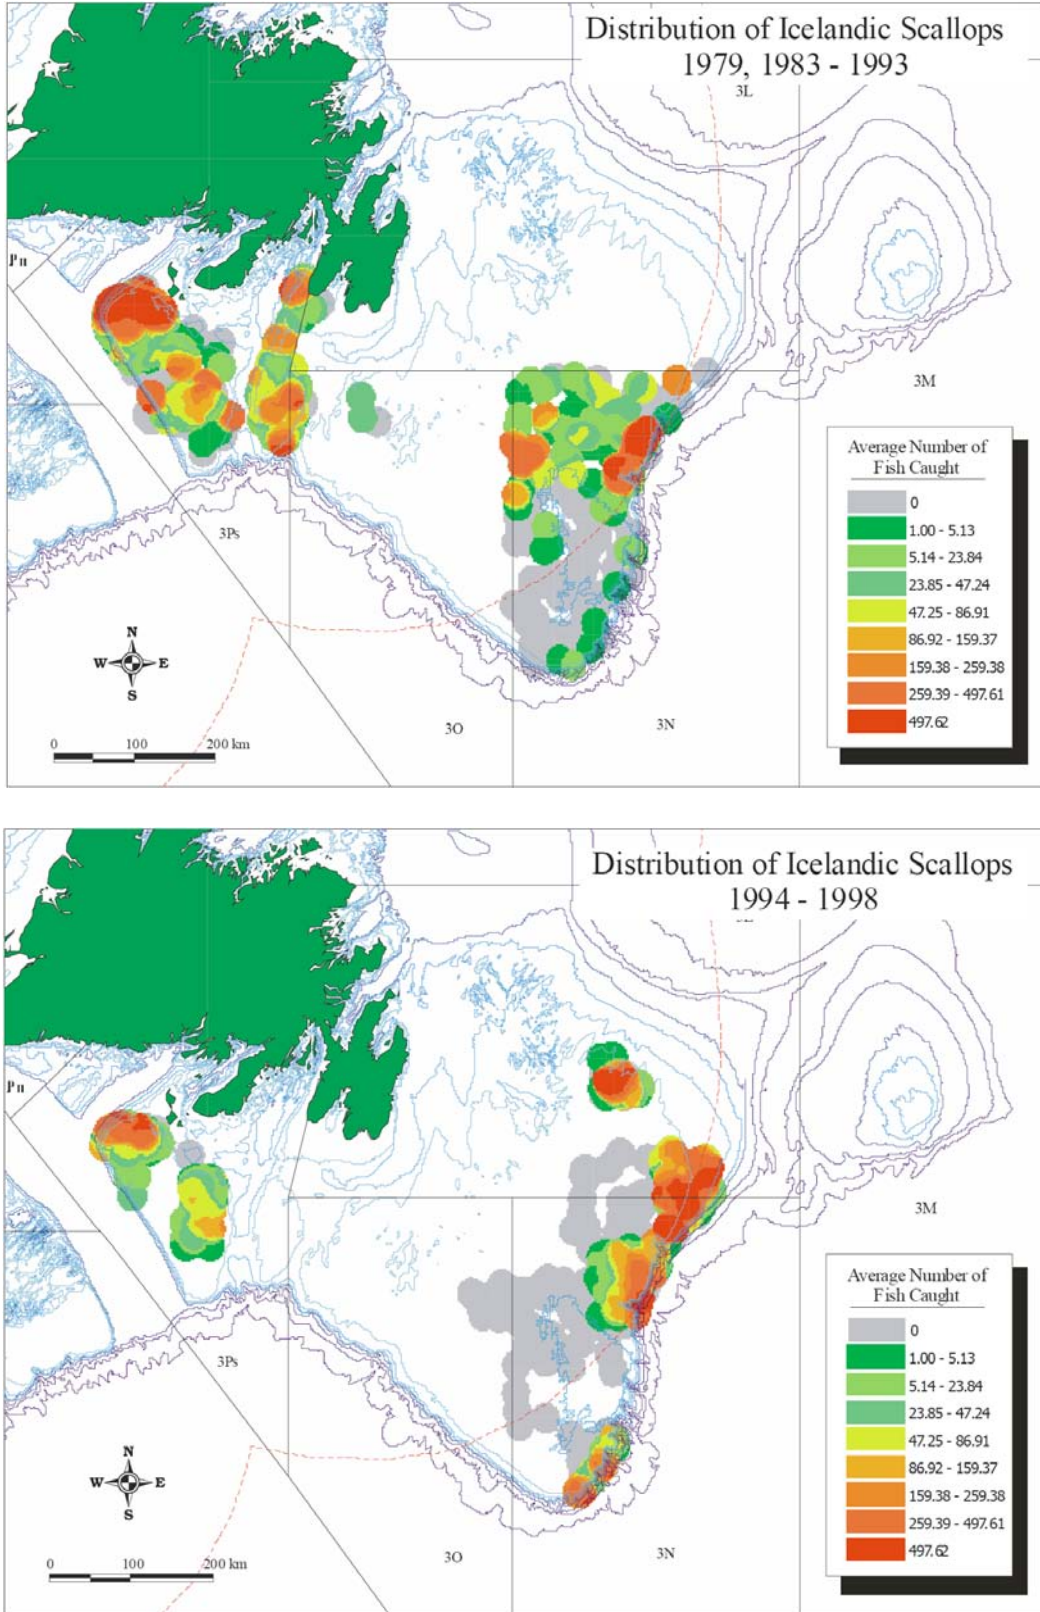 Distribution of Icelandic Scallops
1979, 1983 - 1993
3L
3M
3Ps
3O
3N
N
W
E
S
0 100 200 km
Average Number of
Fish Caught
0
1.00 - 5.13
5.14 - 23.84
23.85 - 47.24
47.25 - 86.91
86.92 - 159.37
159.38 - 259.38
259.39 - 497.61
497.62
Distribution of Icelandic Scallops
1994 - 1998
3M
3Ps
3O
3N
N
W
E
S
0 100 200 km
Average Number of
Fish Caught
0
1.00 - 5.13
5.14 - 23.84
23.85 - 47.24
47.25 - 86.91
86.92 - 159.37
159.38 - 259.38
259.39 - 497.61
497.62